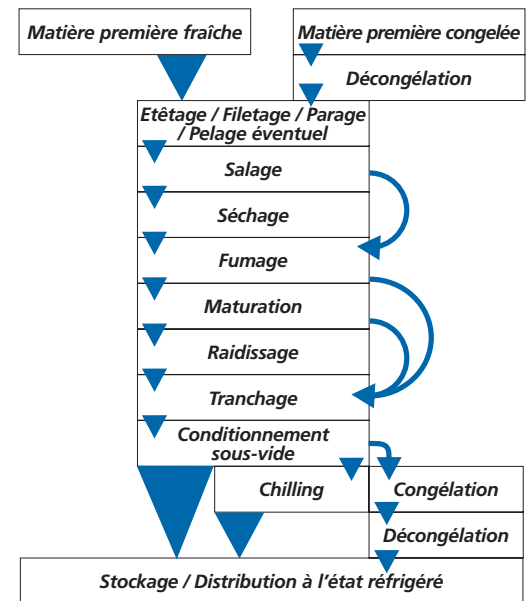 Matière première fraîche
Matière première congelée
Décongélation
Etêtage / Filetage / Parage
/ Pelage éventuel
Salage
Séchage
Fumage
Maturation
Raidissage
Tranchage
Conditionnement
sous-vide
Chilling
Congélation
Décongélation
Stockage / Distribution à l'état réfrigéré